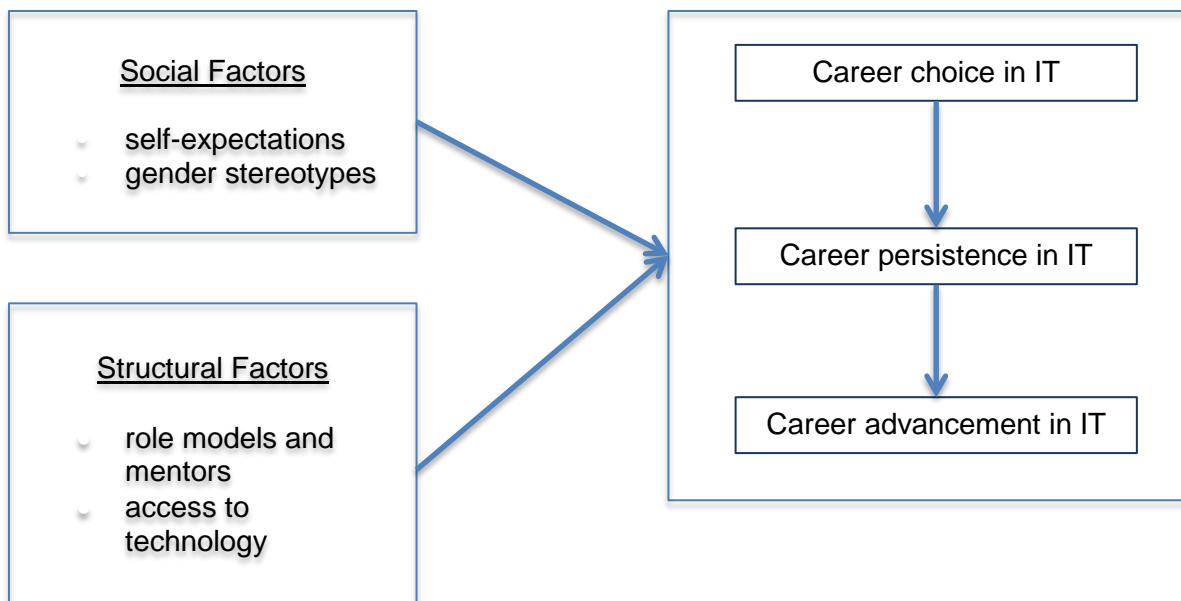 Social Factors
self-expectations
gender stereotypes
Structural Factors
role models and
mentors
access to
technology
Career choice in IT
Career persistence in IT
Career advancement in IT